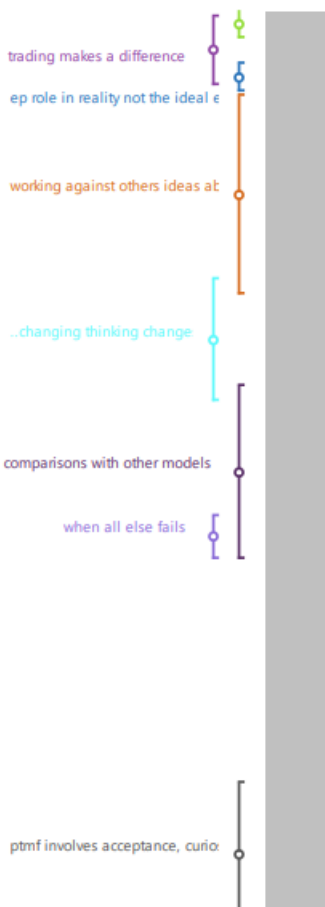 trading makes a difference
ep role in reality not the ideal e
working against others ideas ab
...changing thinking change
comparisons with other models
when all else fails
ptmf involves acceptance, curio